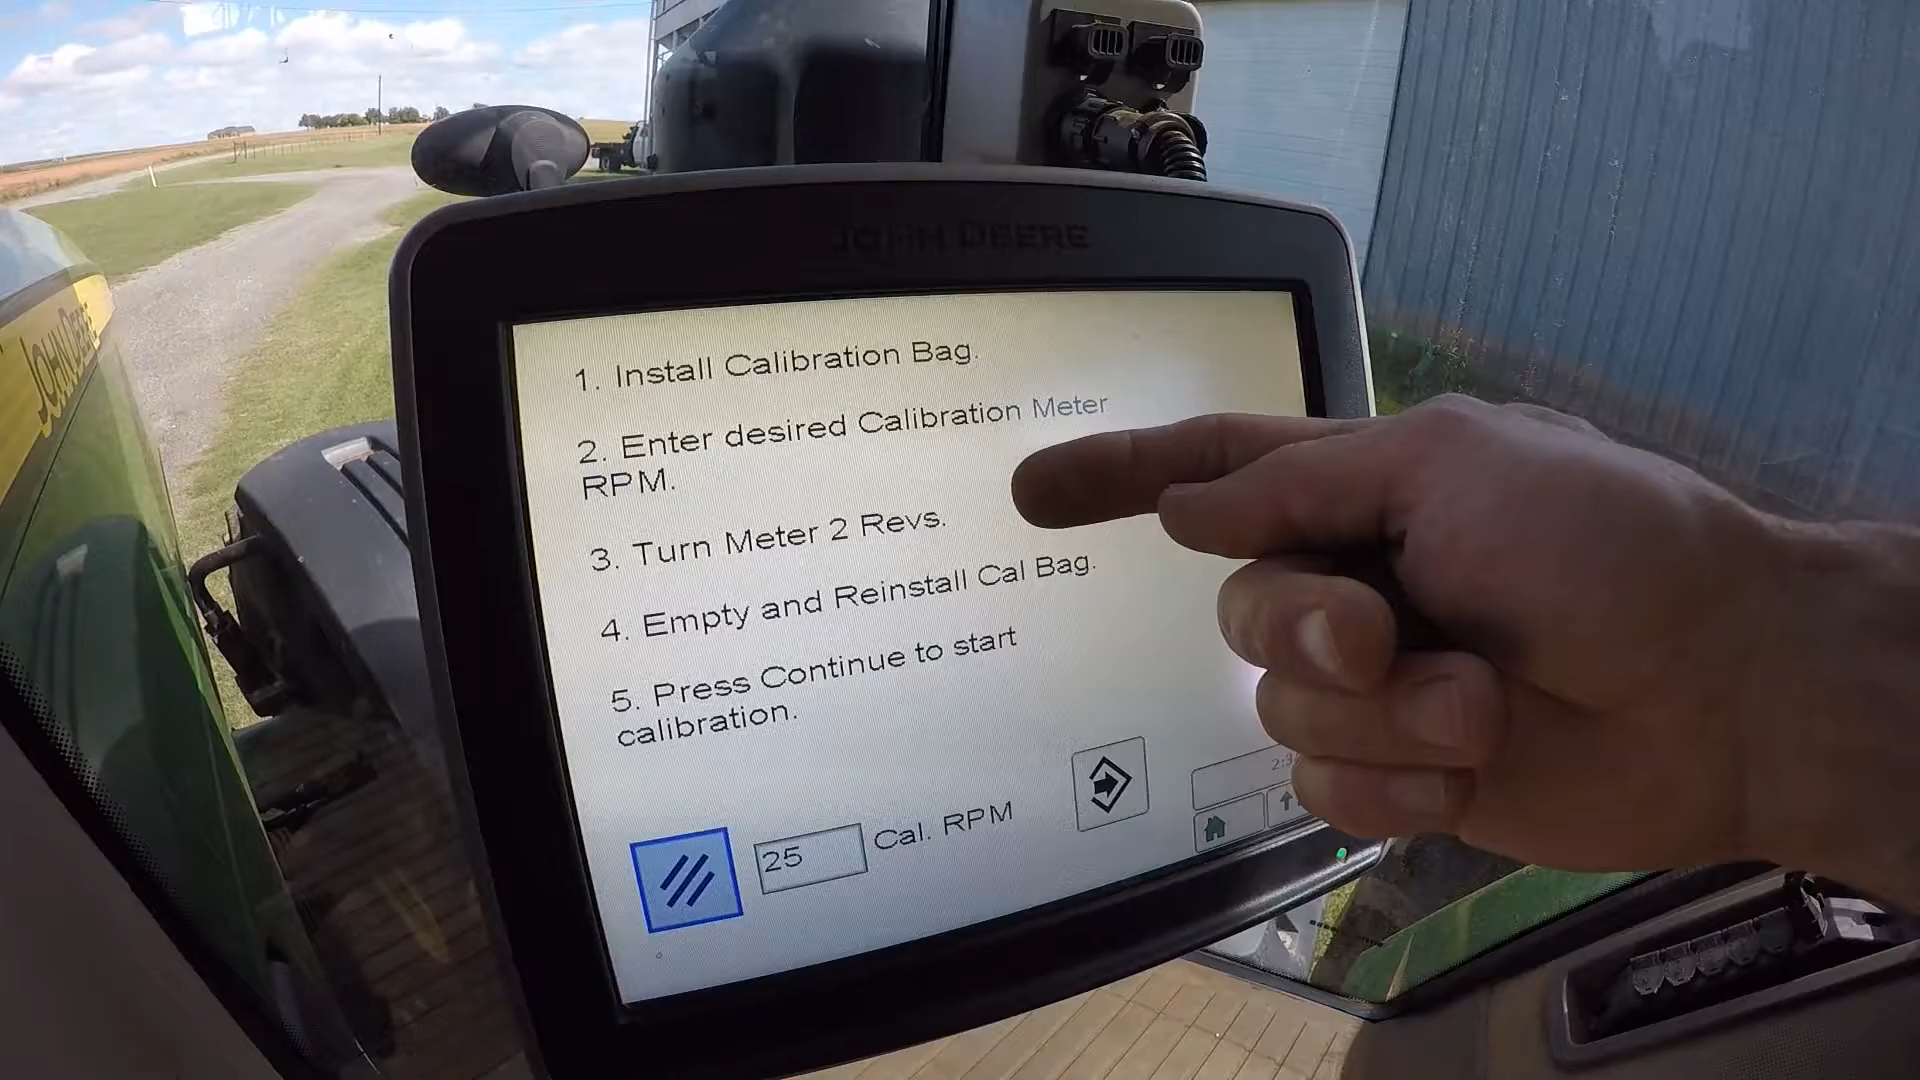 JOHN DEERE
JOHN DEERE
1. Install Calibration Bag.
2. Enter desired Calibration Meter
RPM.
3. Turn Meter 2 Revs.
4. Empty and Reinstall Cal Bag.
5. Press Continue to start
calibration.
25 Cal. RPM